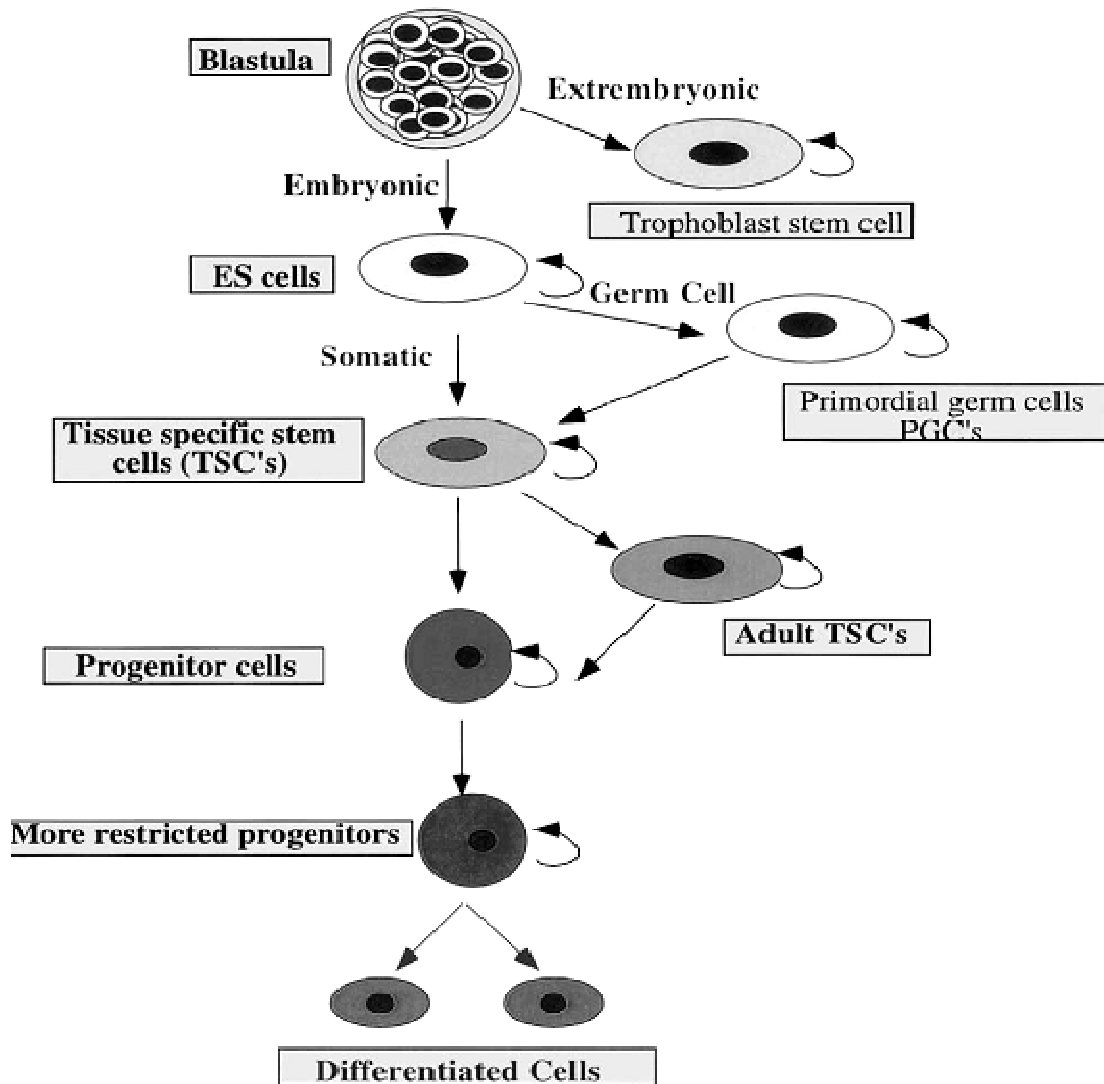 Blastula
Extrembryonic
Embryonic
Trophoblast stem cell
ES cells
Germ Cell
Somatic
Primordial germ cells
PGC's
Tissue specific stem
cells (TSC's)
Adult TSC's
Progenitor cells
More restricted progenitors
Differentiated Cells